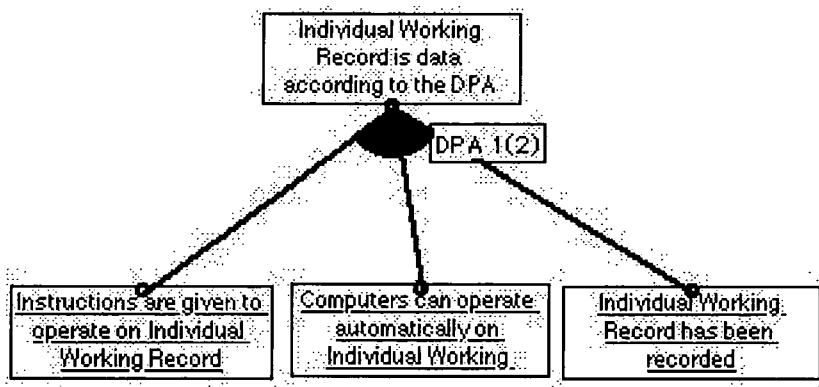 Individual Working
Record is data
according to the DPA
DPA 1(2)
Instructions are given to
operate on Individual
Working Record
Computers can operate
automatically on
Individual Working
Individual Working
Record has been
recorded